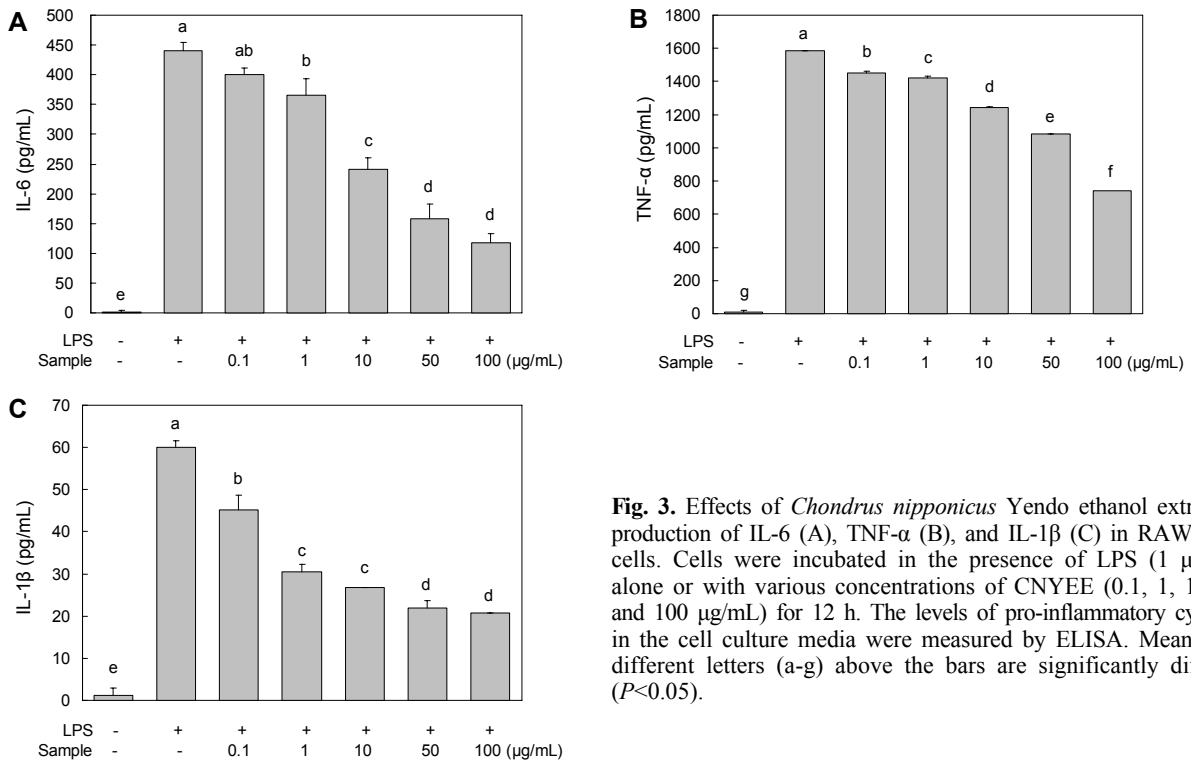 A
500
450
400
350
300
250
200
150
100
50
0
IL-6 (pg/mL)
e
a
ab
b
c
d
d
LPS - + + + + + +
Sample - - 0.1 1 10 50 100 (μg/mL)
B
1800
1600
1400
1200
1000
800
600
400
200
0
TNF-α (pg/mL)
g
a
b
c
d
e
f
LPS - + + + + + +
Sample - - 0.1 1 10 50 100 (μg/mL)
C
70
60
50
40
30
20
10
0
IL-1β (pg/mL)
e
a
b
c
c
d
d
LPS - + + + + + +
Sample - - 0.1 1 10 50 100 (μg/mL)
Fig. 3. Effects of Chondrus nipponicus Yendo ethanol extr
production of IL-6 (A), TNF-α (B), and IL-1β (C) in RAW
cells. Cells were incubated in the presence of LPS (1 μ
alone or with various concentrations of CNYEE (0.1, 1, 1
and 100 μg/mL) for 12 h. The levels of pro-inflammatory cy
in the cell culture media were measured by ELISA. Mean
different letters (a-g) above the bars are significantly dif
(P<0.05).